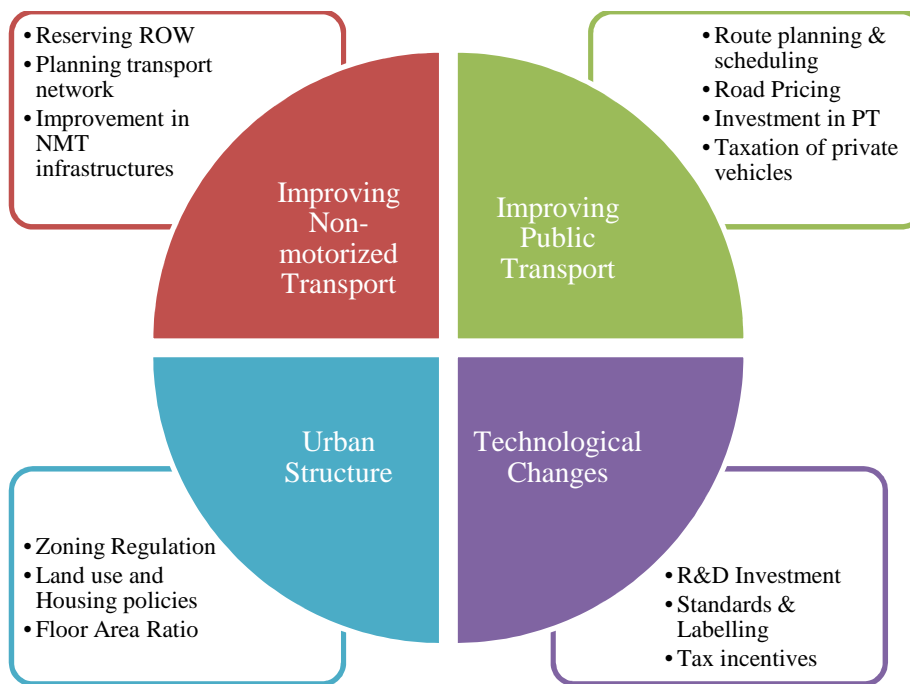 • Reserving ROW
• Planning transport
network
• Improvement in
NMT
infrastructures
• Route planning &
scheduling
• Road Pricing
• Investment in PT
• Taxation of private
vehicles
Improving
Non-
motorized
Transport
Improving
Public
Transport
Urban
Structure
Technological
Changes
• Zoning Regulation
• Land use and
Housing policies
• Floor Area Ratio
• R&D Investment
• Standards &
Labelling
• Tax incentives